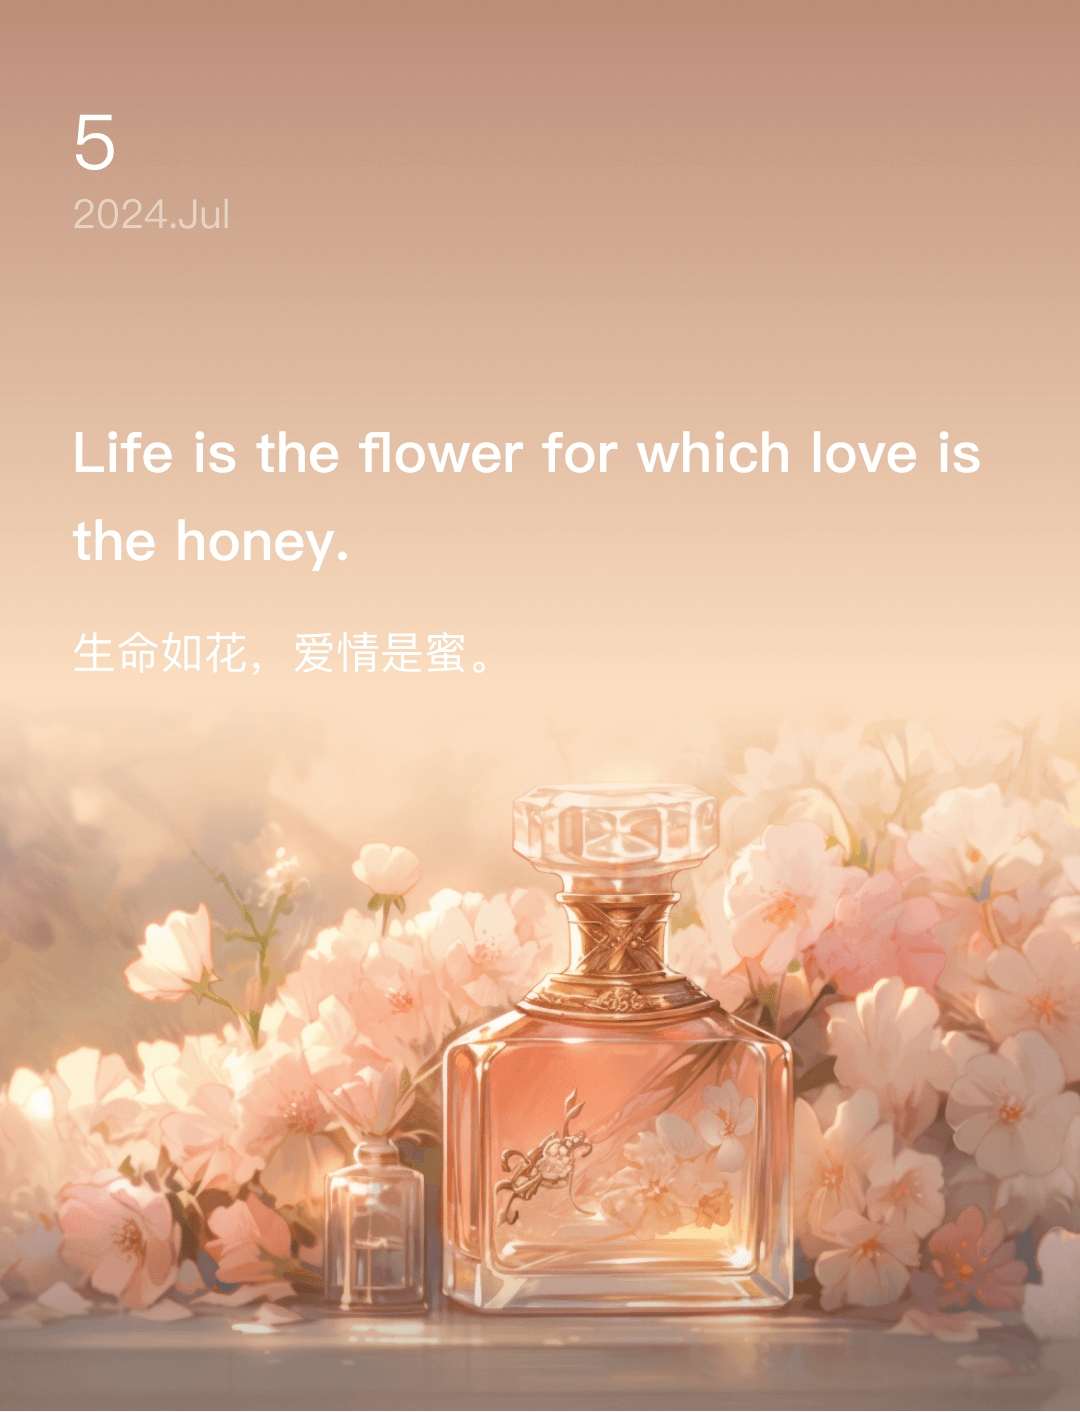 5
2024.Jul
Life is the flower for which love is
the honey.
生命如花，爱情是蜜。